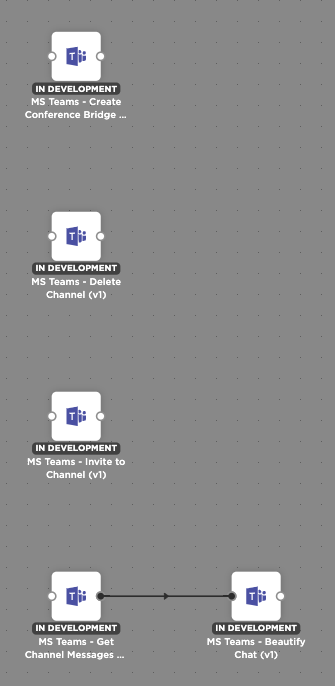 T
IN DEVELOPMENT
MS Teams - Create
Conference Bridge ...
T
IN DEVELOPMENT
MS Teams - Delete
Channel (v1)
T
IN DEVELOPMENT
MS Teams - Invite to
Channel (v1)
T
IN DEVELOPMENT
MS Teams - Get
Channel Messages ...
T
IN DEVELOPMENT
MS Teams - Beautify
Chat (v1)